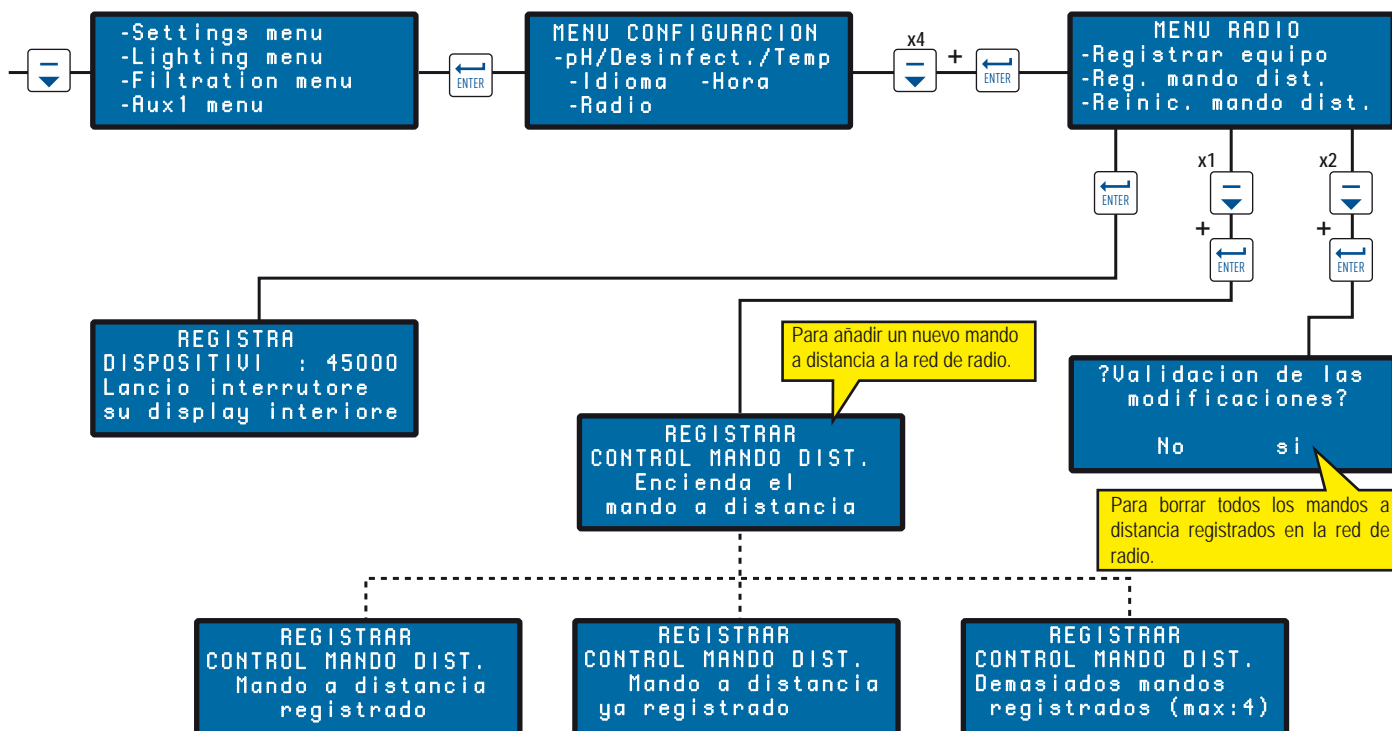 -Settings menu
-Lighting menu
-Filtration menu
-Aux1 menu
ENTER
MENU CONFIGURACION
-pH/Desinfect./Temp
-Idioma -Hora
-Radio
x4
+
ENTER
MENU RADIO
-Registrar equipo
-Reg. mando dist.
-Reinic. mando dist.
ENTER
x1
+
ENTER
x2
+
ENTER
REGISTRA
DISPOSITIVI : 45000
Lancio interrutore
su display interiore
Para añadir un nuevo mando
a distancia a la red de radio.
REGISTRAR
CONTROL MANDO DIST.
Encienda el
mando a distancia
?Validacion de las
modificaciones?
No si
Para borrar todos los mandos a
distancia registrados en la red de
radio.
REGISTRAR
CONTROL MANDO DIST.
Mando a distancia
registrado
REGISTRAR
CONTROL MANDO DIST.
Mando a distancia
ya registrado
REGISTRAR
CONTROL MANDO DIST.
Demasiados mandos
registrados (max:4)